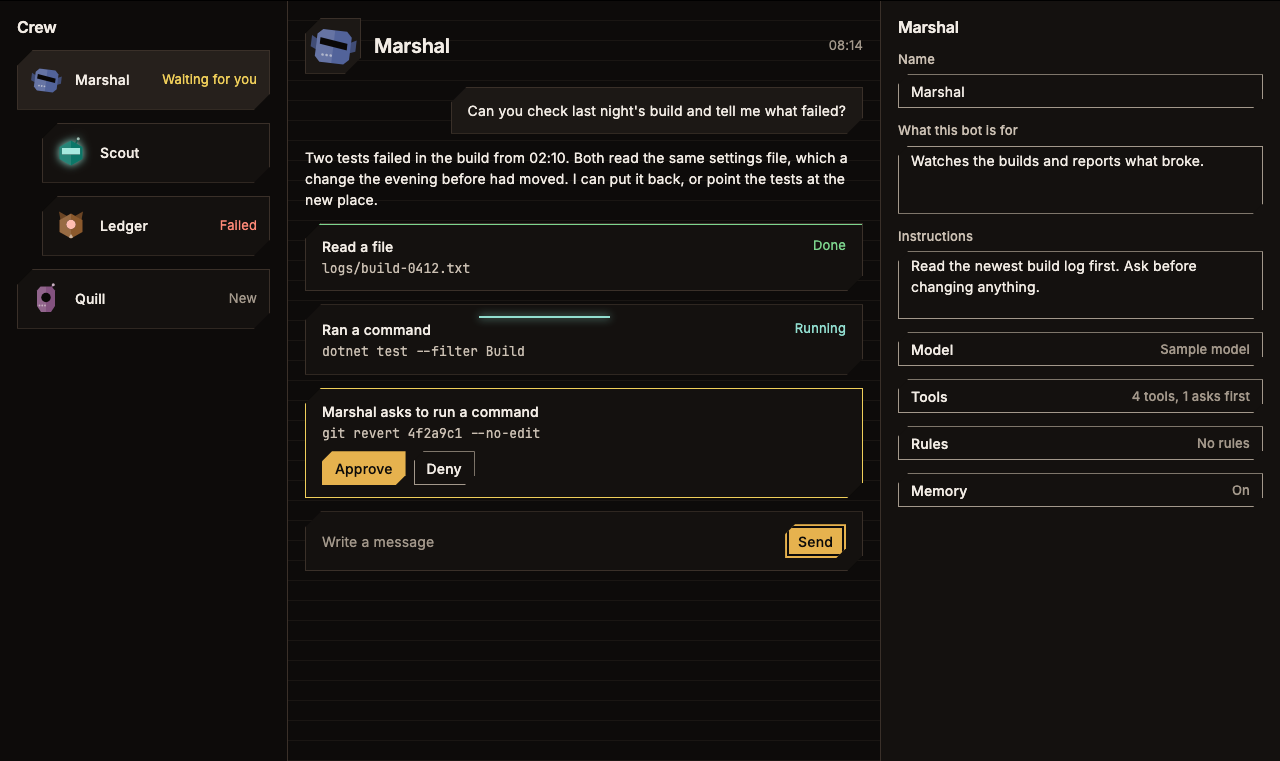 Crew
Marshal
Waiting for you
Scout
Ledger
Failed
Quill
New
Marshal
08:14
Can you check last night's build and tell me what failed?
Two tests failed in the build from 02:10. Both read the same settings file, which a
change the evening before had moved. I can put it back, or point the tests at the
new place.
Read a file
Done
logs/build-0412.txt
Ran a command
Running
dotnet test --filter Build
Marshal asks to run a command
git revert 4f2a9c1 --no-edit
Approve
Deny
Write a message
Send
Marshal
Name
Marshal
What this bot is for
Watches the builds and reports what broke.
Instructions
Read the newest build log first. Ask before
changing anything.
Model
Sample model
Tools
4 tools, 1 asks first
Rules
No rules
Memory
On